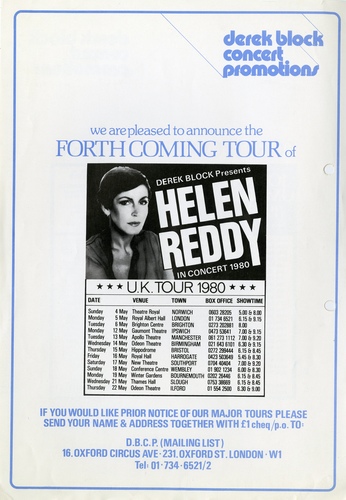 derek block
concert
promotions
we are pleased to announce the
FORTHCOMING TOUR of
DEREK BLOCK Presents
HELEN
REDDY
IN CONCERT 1980
★★★ U.K. TOUR 1980 ★★★
DATE VENUE TOWN BOX OFFICE SHOWTIME
Sunday 4 May Theatre Royal NORWICH 0603 28205 5.00 & 8.00
Monday 5 May Royal Albert Hall LONDON 01 734 6521 6.15 & 9.15
Tuesday 6 May Brighton Centre BRIGHTON 0273 202881 8.00
Monday 12 May Gaumont Theatre IPSWICH 0473 53641 7.00 & 9.15
Tuesday 13 May Apollo Theatre MANCHESTER 061 273 1112 7.00 & 9.20
Wednesday 14 May Odeon Theatre BIRMINGHAM 021 643 6101 6.30 & 9.15
Thursday 15 May Hippodrome BRISTOL 0272 299444 6.15 & 8.45
Friday 16 May Royal Hall HARROGATE 0423 503649 5.45 & 8.30
Saturday 17 May New Theatre SOUTHPORT 0704 40404 7.00 & 9.20
Sunday 18 May Conference Centre WEMBLEY 01 902 1234 6.00 & 8.30
Monday 19 May Winter Gardens BOURNEMOUTH 0202 26446 6.15 & 8.45
Wednesday 21 May Thames Hall SLOUGH 0753 38669 6.15 & 8.45
Thursday 22 May Odeon Theatre ILFORD 01 554 2500 6.30 & 9.00
IF YOU WOULD LIKE PRIOR NOTICE OF OUR MAJOR TOURS PLEASE
SEND YOUR NAME & ADDRESS TOGETHER WITH £1 cheq/p.o. TO:
D.B.C.P. (MAILING LIST)
16. OXFORD CIRCUS AVE · 231. OXFORD ST. LONDON · W1
Tel: 01·734·6521/2